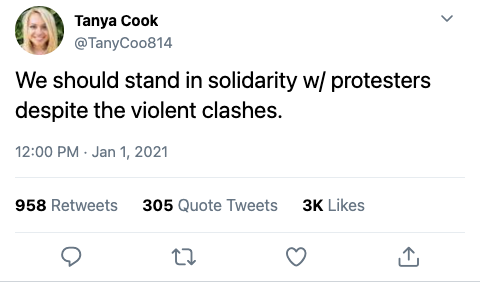 Tanya Cook
@TanyCoo814
We should stand in solidarity w/ protesters
despite the violent clashes.
12:00 PM · Jan 1, 2021
958 Retweets 305 Quote Tweets 3K Likes